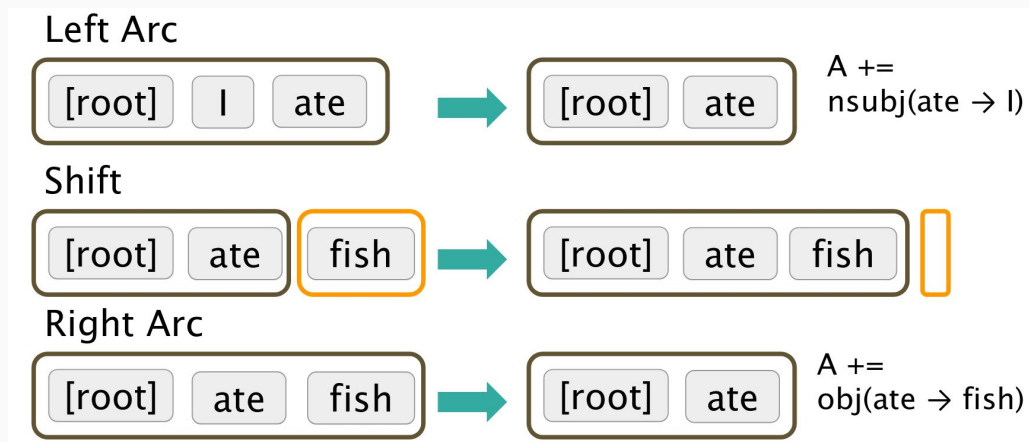 Left Arc
[root] I ate [root] ate
A +=
nsubj(ate → I)
Shift
[root] ate fish [root] ate fish
Right Arc
[root] ate fish [root] ate
A +=
obj(ate → fish)